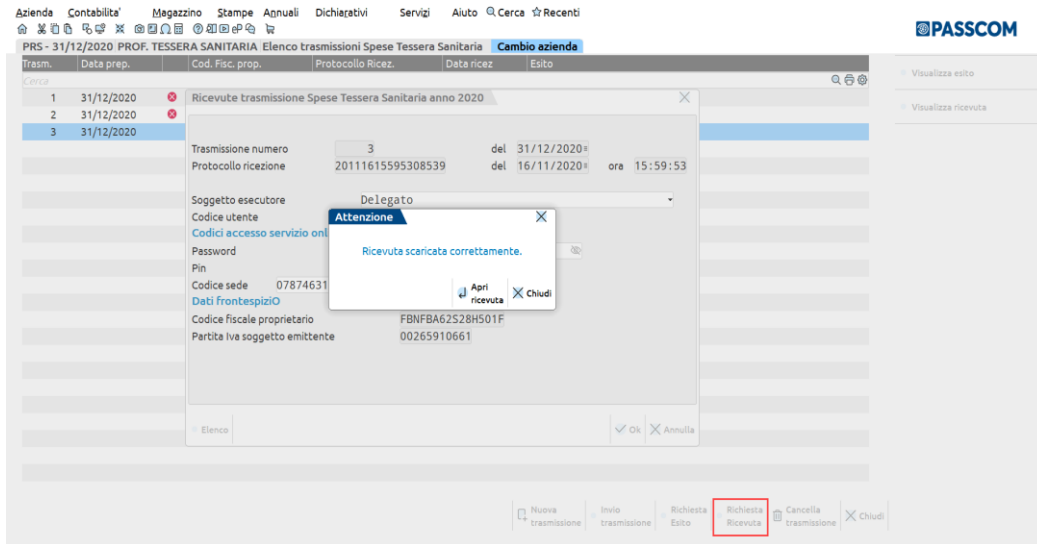 Azienda Contabilita' Magazzino Stampe Annuali Dichiarativi Servizi Aiuto Cerca Recenti
PASSCOM
PRS - 31/12/2020 PROF. TESSERA SANITARIA Elenco trasmissioni Spese Tessera Sanitaria Cambio azienda
Trasm. Data prep. Cod. Fisc. prop. Protocollo Ricez. Data ricez Esito
Cerca
Visualizza esito
1 31/12/2020
Ricevute trasmissione Spese Tessera Sanitaria anno 2020
Visualizza ricevuta
2 31/12/2020
3 31/12/2020
Trasmissione numero 3 del 31/12/2020
Protocollo ricezione 20111615595308539 del 16/11/2020 ora 15:59:53
Soggetto esecutore Delegato
Codice utente
Attenzione
Codici accesso servizio onl
Password
Ricevuta scaricata correttamente.
Pin
Codice sede 07874631
Apri ricevuta
Chiudi
Dati frontespiziO
Codice fiscale proprietario FBNFBA62S28H501F
Partita Iva soggetto emittente 00265910661
Elenco
Ok Annulla
Nuova trasmissione
Invio trasmissione
Richiesta Esito
Richiesta Ricevuta
Cancella trasmissione
Chiudi